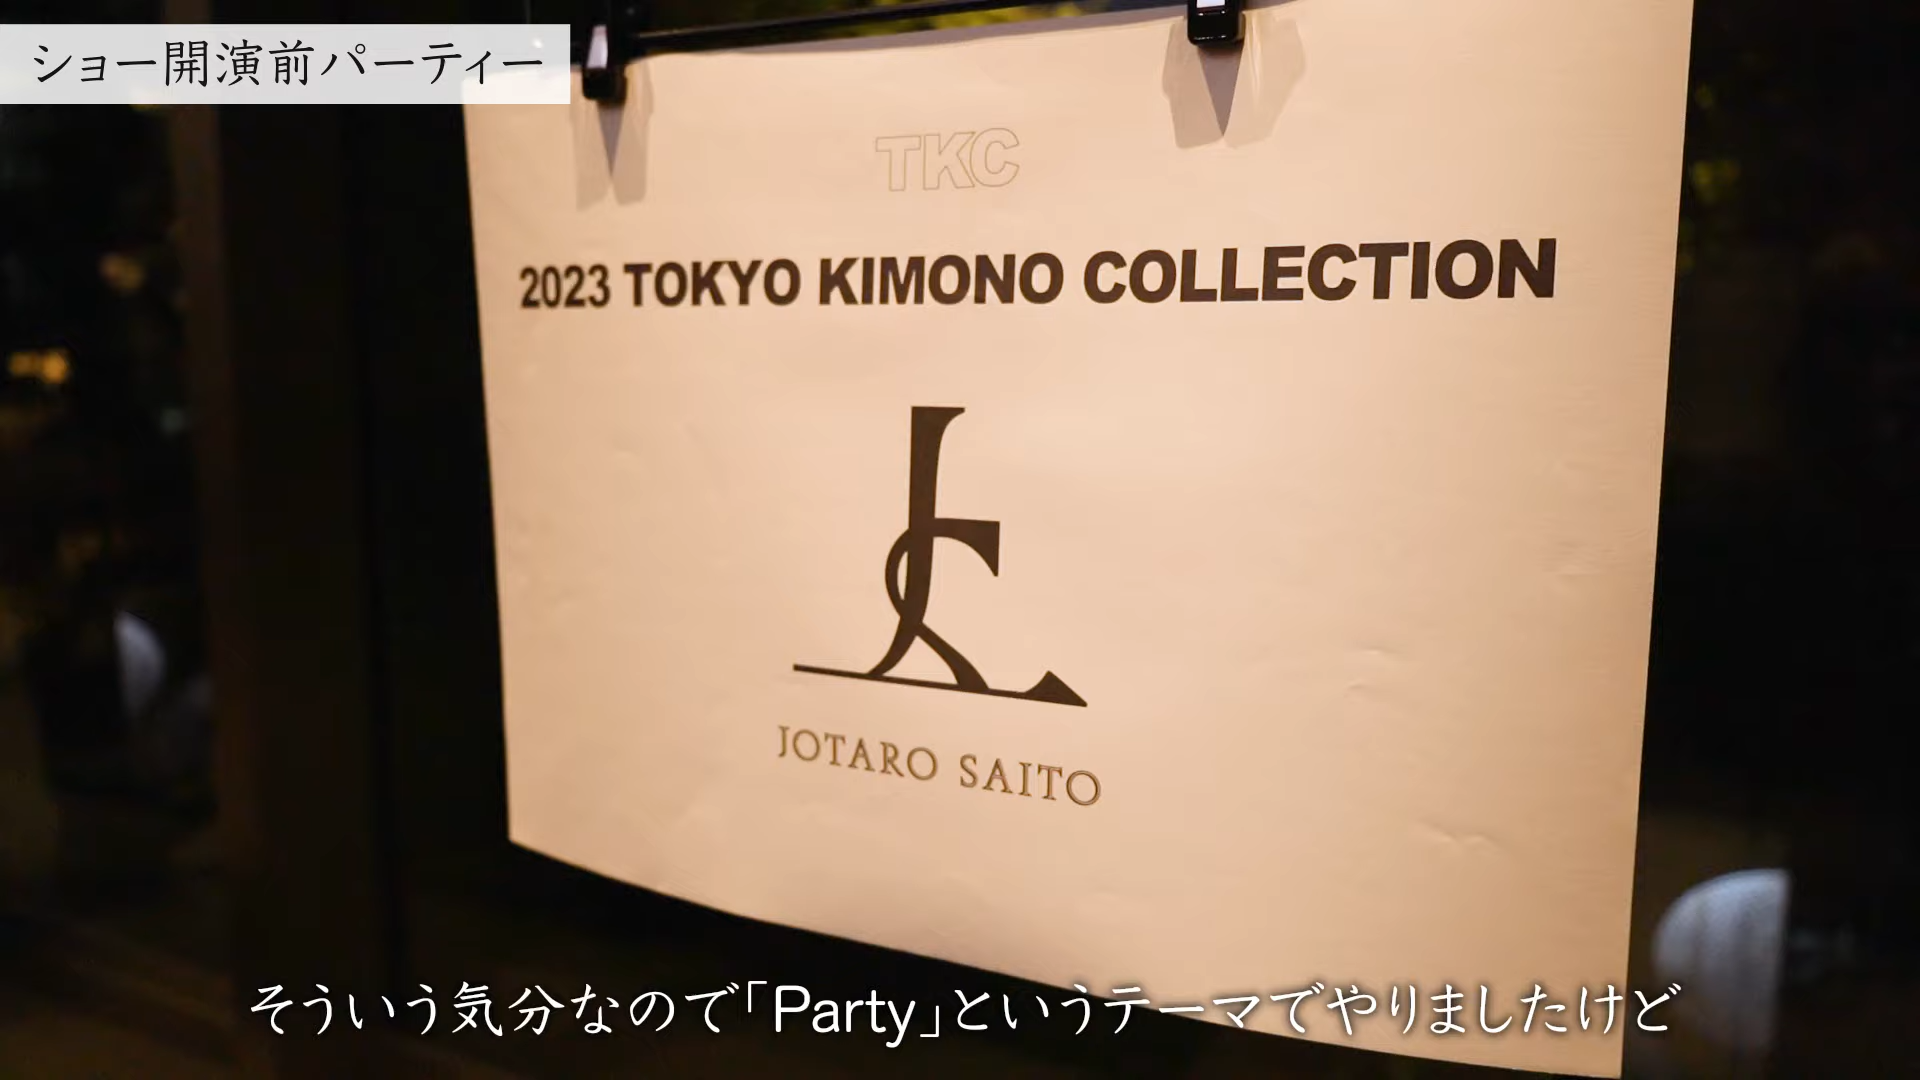 ショー開演前パーティー
TKC
2023 TOKYO KIMONO COLLECTION
JOTARO SAITO
そういう気分なので「Party」というテーマでやりましたけど